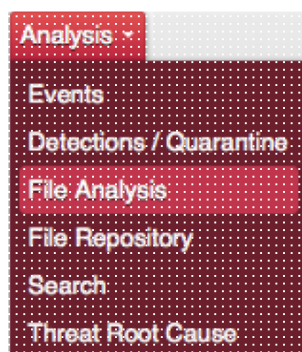 Analysis
Events
Detections / Quarantine
File Analysis
File Repository
Search
Threat Root Cause